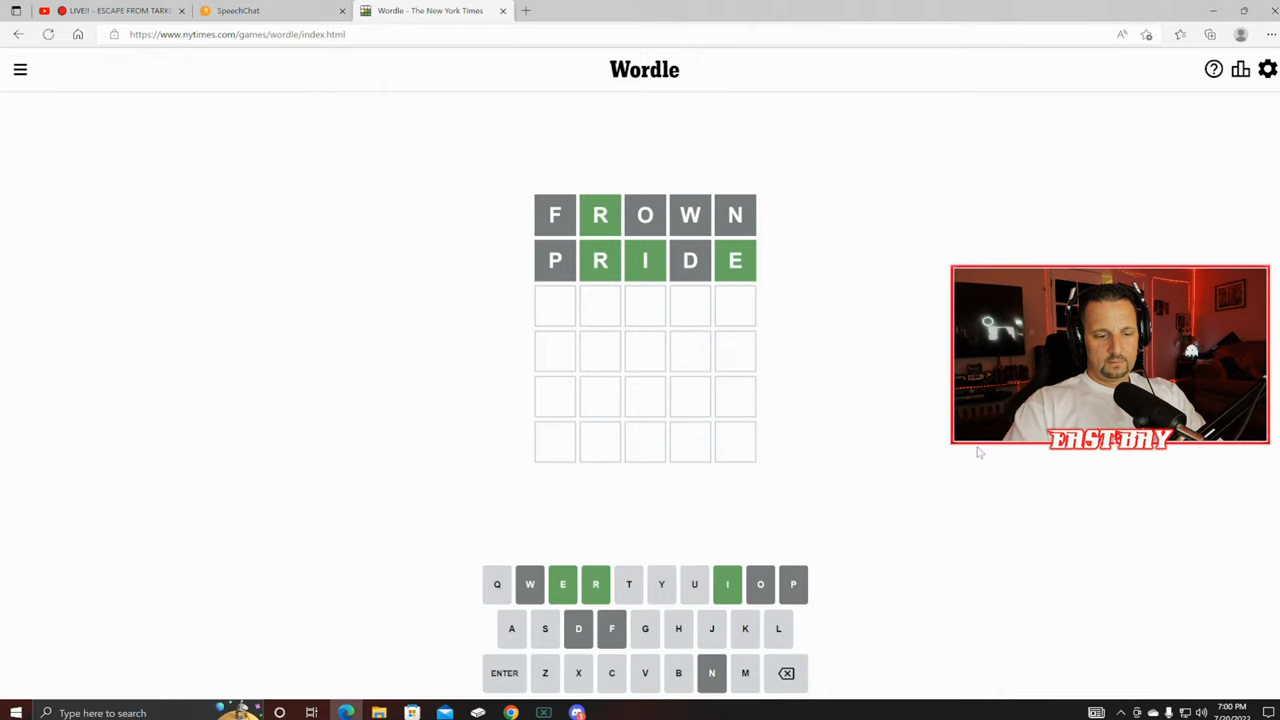 LIVE!! - ESCAPE FROM TARK
SpeechChat
Wordle - The New York Times
https://www.nytimes.com/games/wordle/index.html
Wordle
F R O W N
P R I D E
EAST BAY
Q W E R T Y U I O P
A S D F G H J K L
ENTER Z X C V B N M
Type here to search
7:00 PM